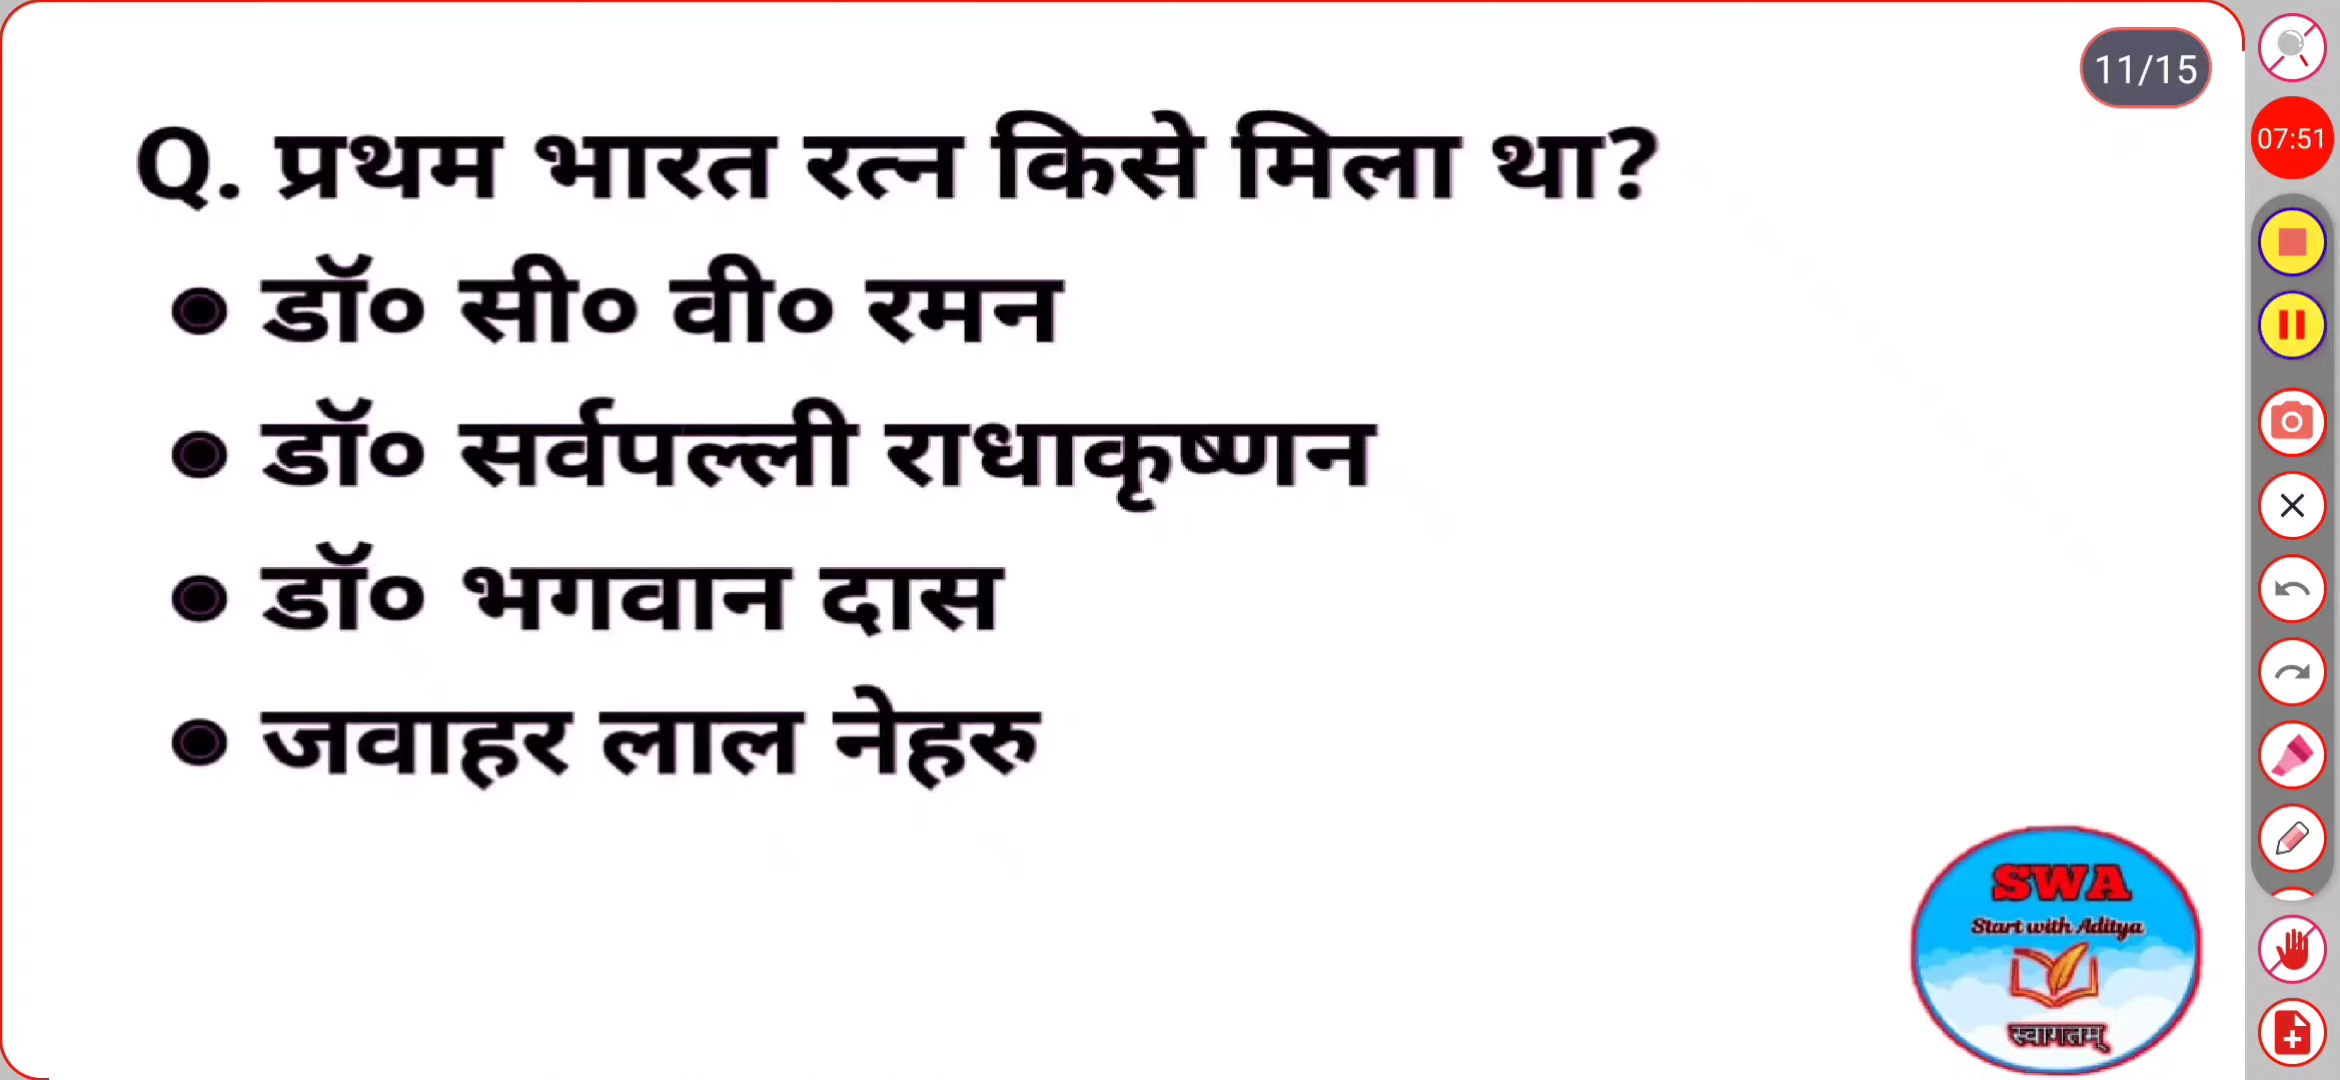 11/15
07:51
Q. प्रथम भारत रत्न किसे मिला था?
● डॉ० सी० वी० रमन
● डॉ० सर्वपल्ली राधाकृष्णन
● डॉ० भगवान दास
● जवाहर लाल नेहरु
SWA
Start with Aditya
स्वागतम्